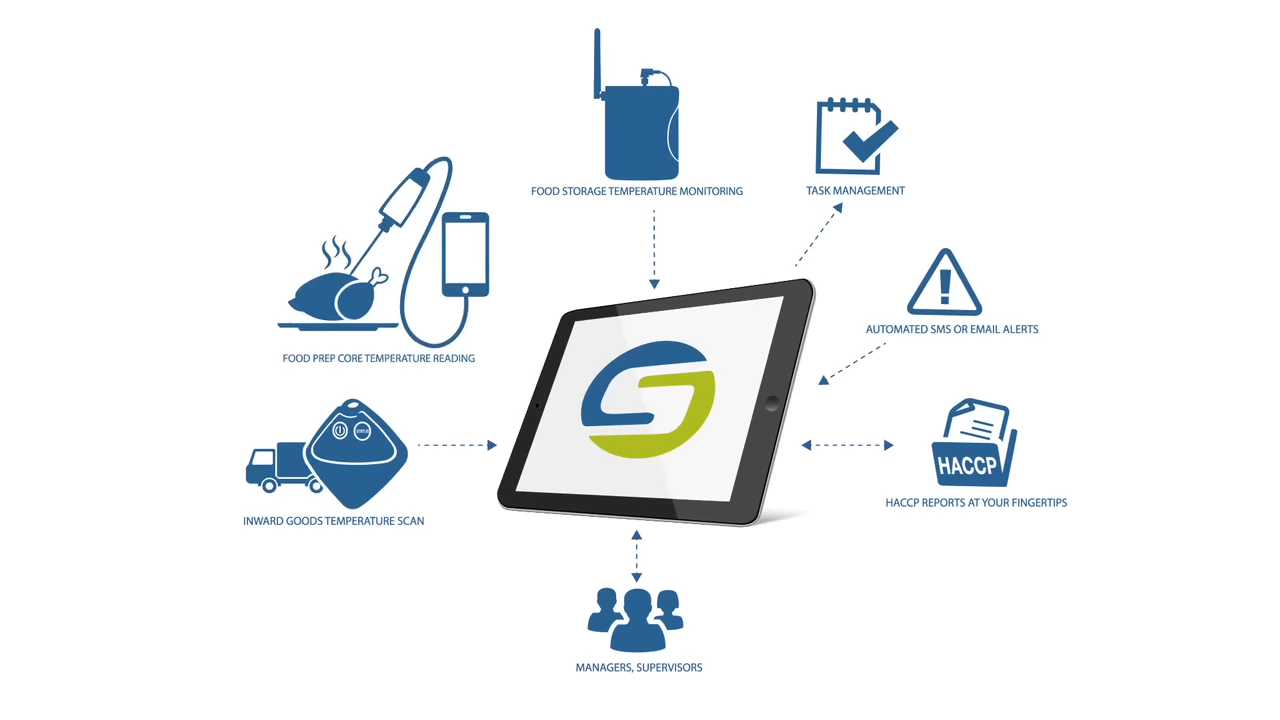 FOOD STORAGE TEMPERATURE MONITORING
TASK MANAGEMENT
FOOD PREP CORE TEMPERATURE READING
AUTOMATED SMS OR EMAIL ALERTS
STATUS
HACCP
HACCP REPORTS AT YOUR FINGERTIPS
INWARD GOODS TEMPERATURE SCAN
MANAGERS, SUPERVISORS